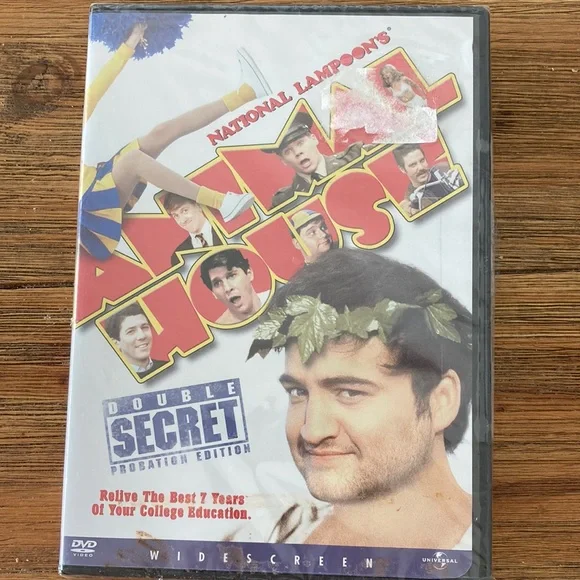 NATIONAL LAMPOON'S
ANIMAL
HOUSE
DOUBLE
SECRET
PROBATION EDITION
Relive The Best 7 Years
Of Your College Education.
DVD
VIDEO
WIDESCREEN
UNIVERSAL